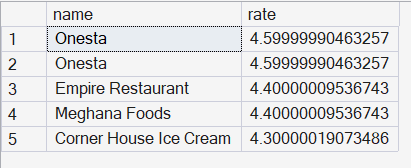 name rate
1 Onesta 4.59999990463257
2 Onesta 4.59999990463257
3 Empire Restaurant 4.40000009536743
4 Meghana Foods 4.40000009536743
5 Corner House Ice Cream 4.30000019073486